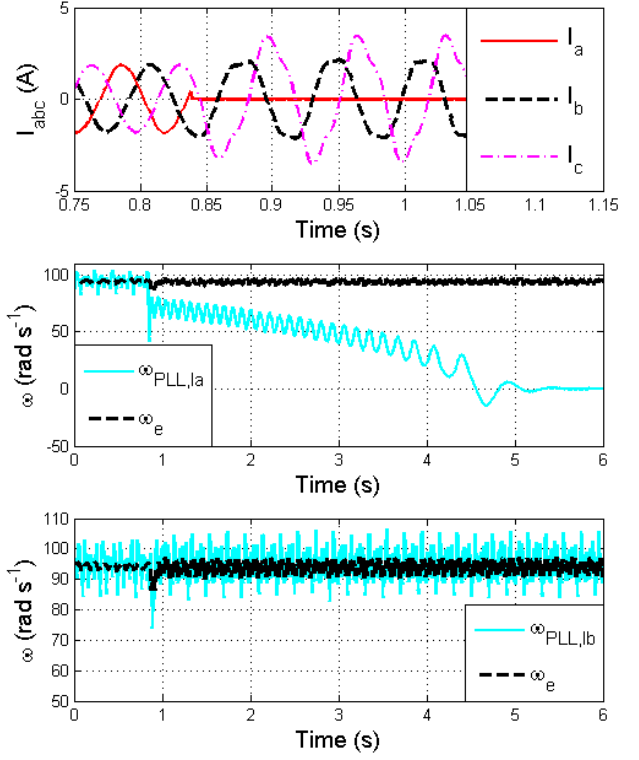 5
0
-5
I_abc (A)
0.75 0.8 0.85 0.9 0.95 1 1.05 1.1 1.15
Time (s)
I_a
I_b
I_c
100
50
0
-50
ω (rad s^-1)
0 1 2 3 4 5 6
Time (s)
ω_PLL,Ia
ω_e
110
100
90
80
70
60
50
ω (rad s^-1)
0 1 2 3 4 5 6
Time (s)
ω_PLL,Ib
ω_e